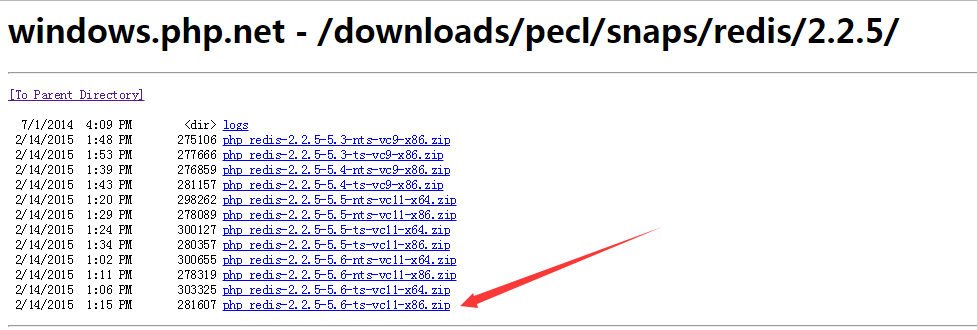 windows.php.net - /downloads/pecl/snaps/redis/2.2.5/
[To Parent Directory]
7/1/2014 4:09 PM <dir> logs
2/14/2015 1:48 PM 275106 php_redis-2.2.5-5.3-nts-vc9-x86.zip
2/14/2015 1:53 PM 277666 php_redis-2.2.5-5.3-ts-vc9-x86.zip
2/14/2015 1:39 PM 276859 php_redis-2.2.5-5.4-nts-vc9-x86.zip
2/14/2015 1:43 PM 281157 php_redis-2.2.5-5.4-ts-vc9-x86.zip
2/14/2015 1:20 PM 298262 php_redis-2.2.5-5.5-nts-vc11-x64.zip
2/14/2015 1:29 PM 278089 php_redis-2.2.5-5.5-nts-vc11-x86.zip
2/14/2015 1:24 PM 300127 php_redis-2.2.5-5.5-ts-vc11-x64.zip
2/14/2015 1:34 PM 280357 php_redis-2.2.5-5.5-ts-vc11-x86.zip
2/14/2015 1:02 PM 300655 php_redis-2.2.5-5.6-nts-vc11-x64.zip
2/14/2015 1:11 PM 278319 php_redis-2.2.5-5.6-nts-vc11-x86.zip
2/14/2015 1:06 PM 303325 php_redis-2.2.5-5.6-ts-vc11-x64.zip
2/14/2015 1:15 PM 281607 php_redis-2.2.5-5.6-ts-vc11-x86.zip